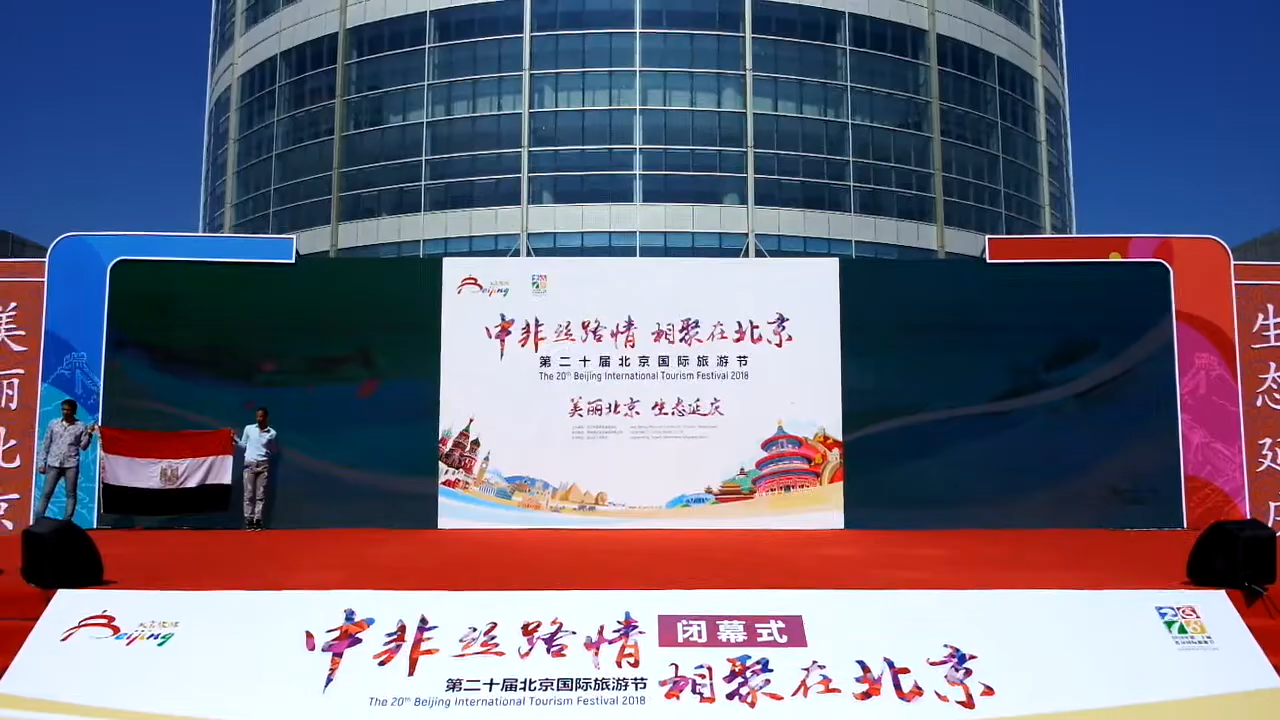 美丽北京
生态延庆
Beijing
中非丝路情 相聚在北京
第二十届北京国际旅游节
The 20th Beijing International Tourism Festival 2018
美丽北京 生态延庆
Beijing
中非丝路情
闭幕式
相聚在北京
第二十届北京国际旅游节
The 20th Beijing International Tourism Festival 2018